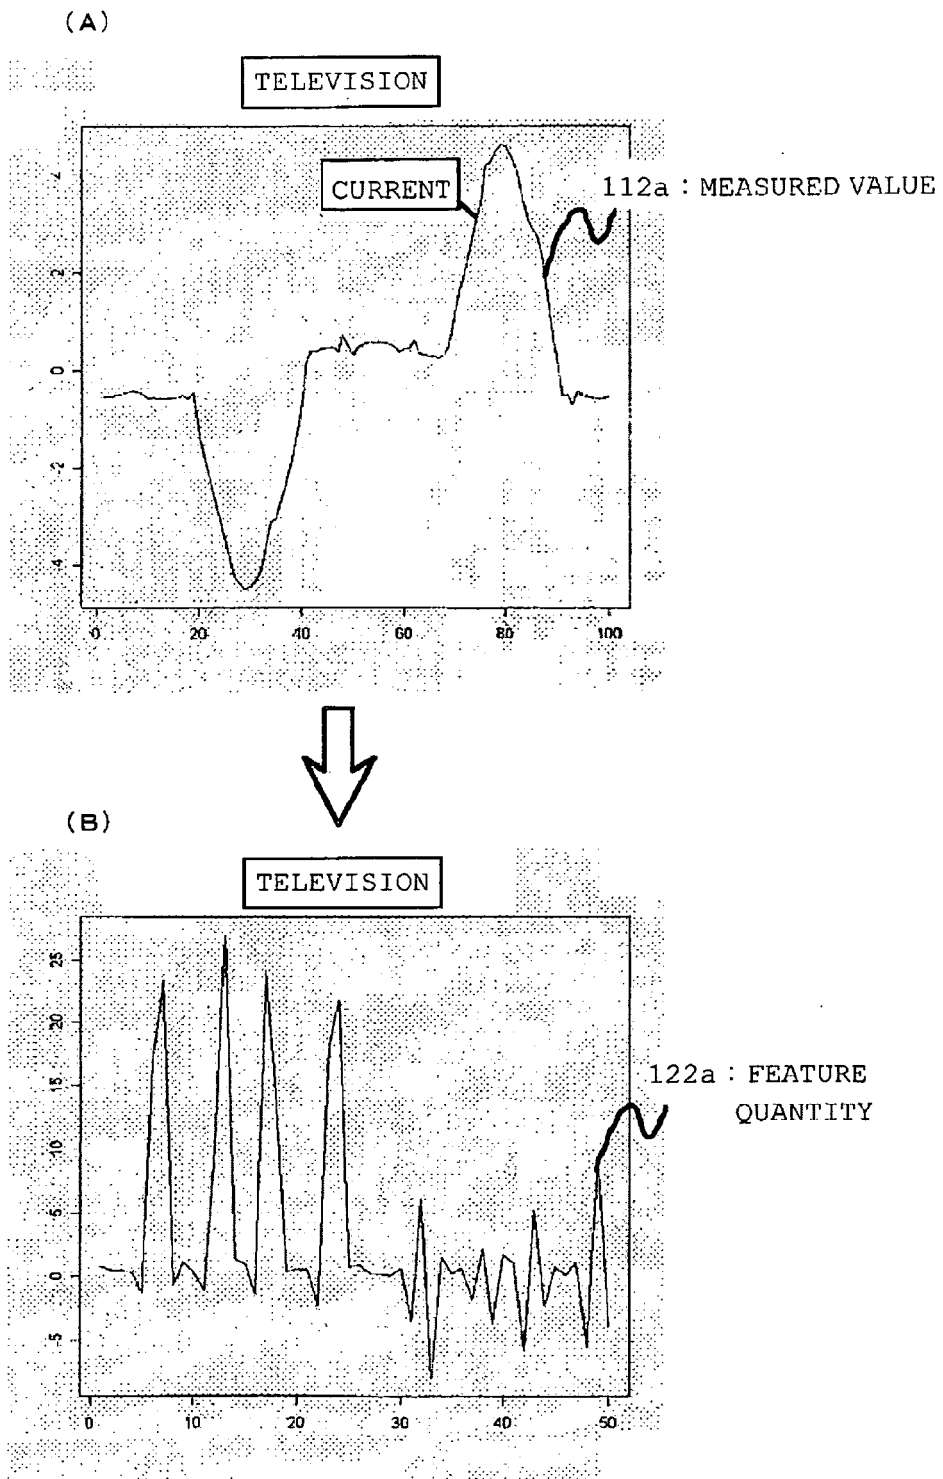 (A)
TELEVISION
CURRENT
112a : MEASURED VALUE
4
2
0
-2
-4
0 20 40 60 80 100
(B)
TELEVISION
25
20
15
10
5
0
-5
122a : FEATURE
QUANTITY
0 10 20 30 40 50